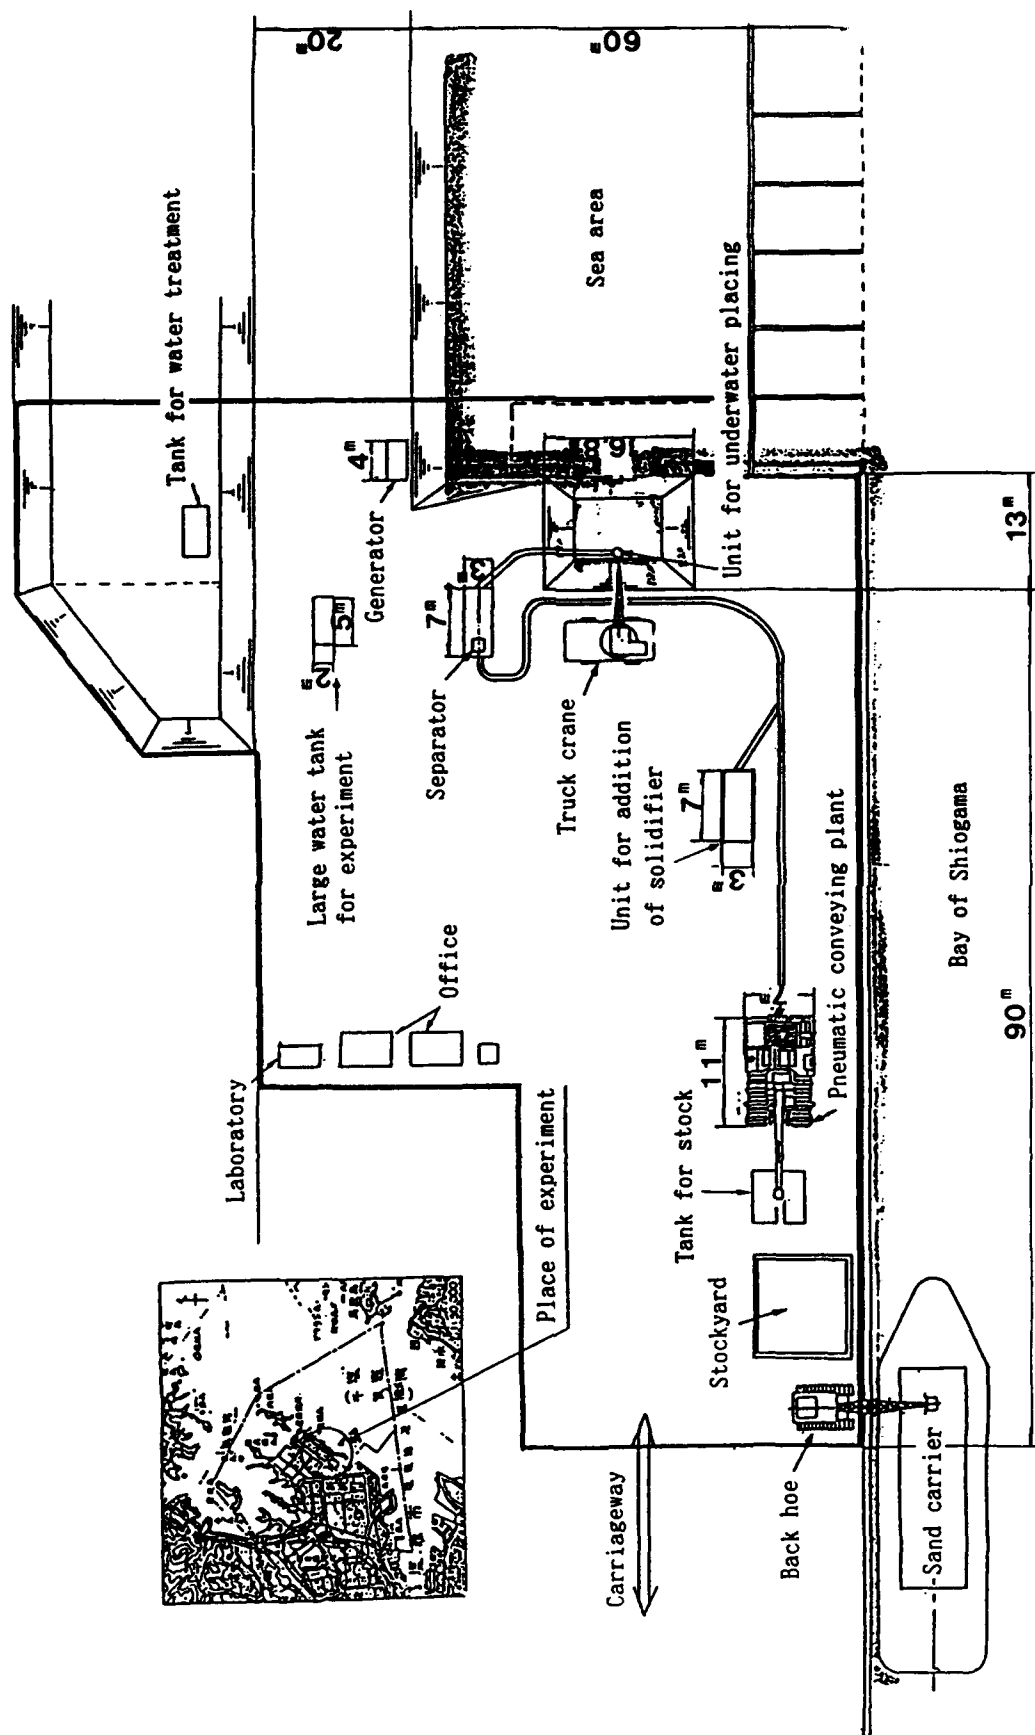 20m
60m
Tank for water treatment
Sea area
4m
Generator
Unit for underwater placing
13m
5m
2m
Large water tank
for experiment
7m
3m
Separator
Truck crane
Unit for addition
of solidifier
7m
3m
Bay of Shiogama
Laboratory
Office
11m
Pneumatic conveying plant
90m
Place of experiment
Tank for stock
Stockyard
Carriageway
Back hoe
Sand carrier